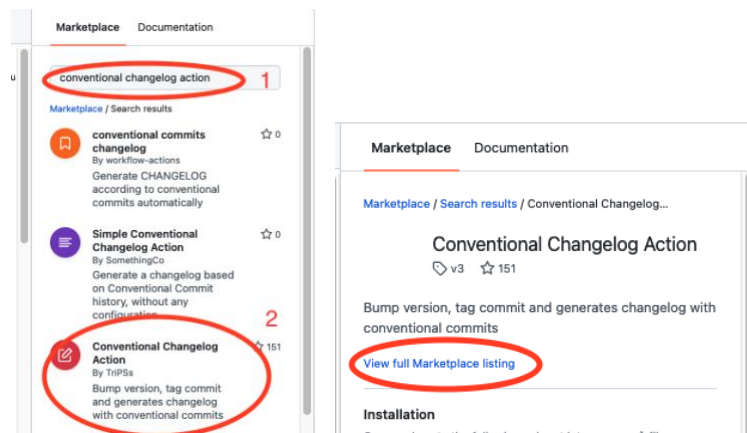 Marketplace Documentation
conventional changelog action 1
Marketplace / Search results
conventional commits
changelog
0
By workflow-actions
Generate CHANGELOG
according to conventional
commits automatically
Simple Conventional
Changelog Action
0
By SomethingCo
Generate a changelog based
on Conventional Commit
history, without any
configuration
2
Conventional Changelog
Action
151
By TriPSs
Bump version, tag commit
and generates changelog
with conventional commits
Marketplace Documentation
Marketplace / Search results / Conventional Changelog...
Conventional Changelog Action
v3 151
Bump version, tag commit and generates changelog with
conventional commits
View full Marketplace listing
Installation